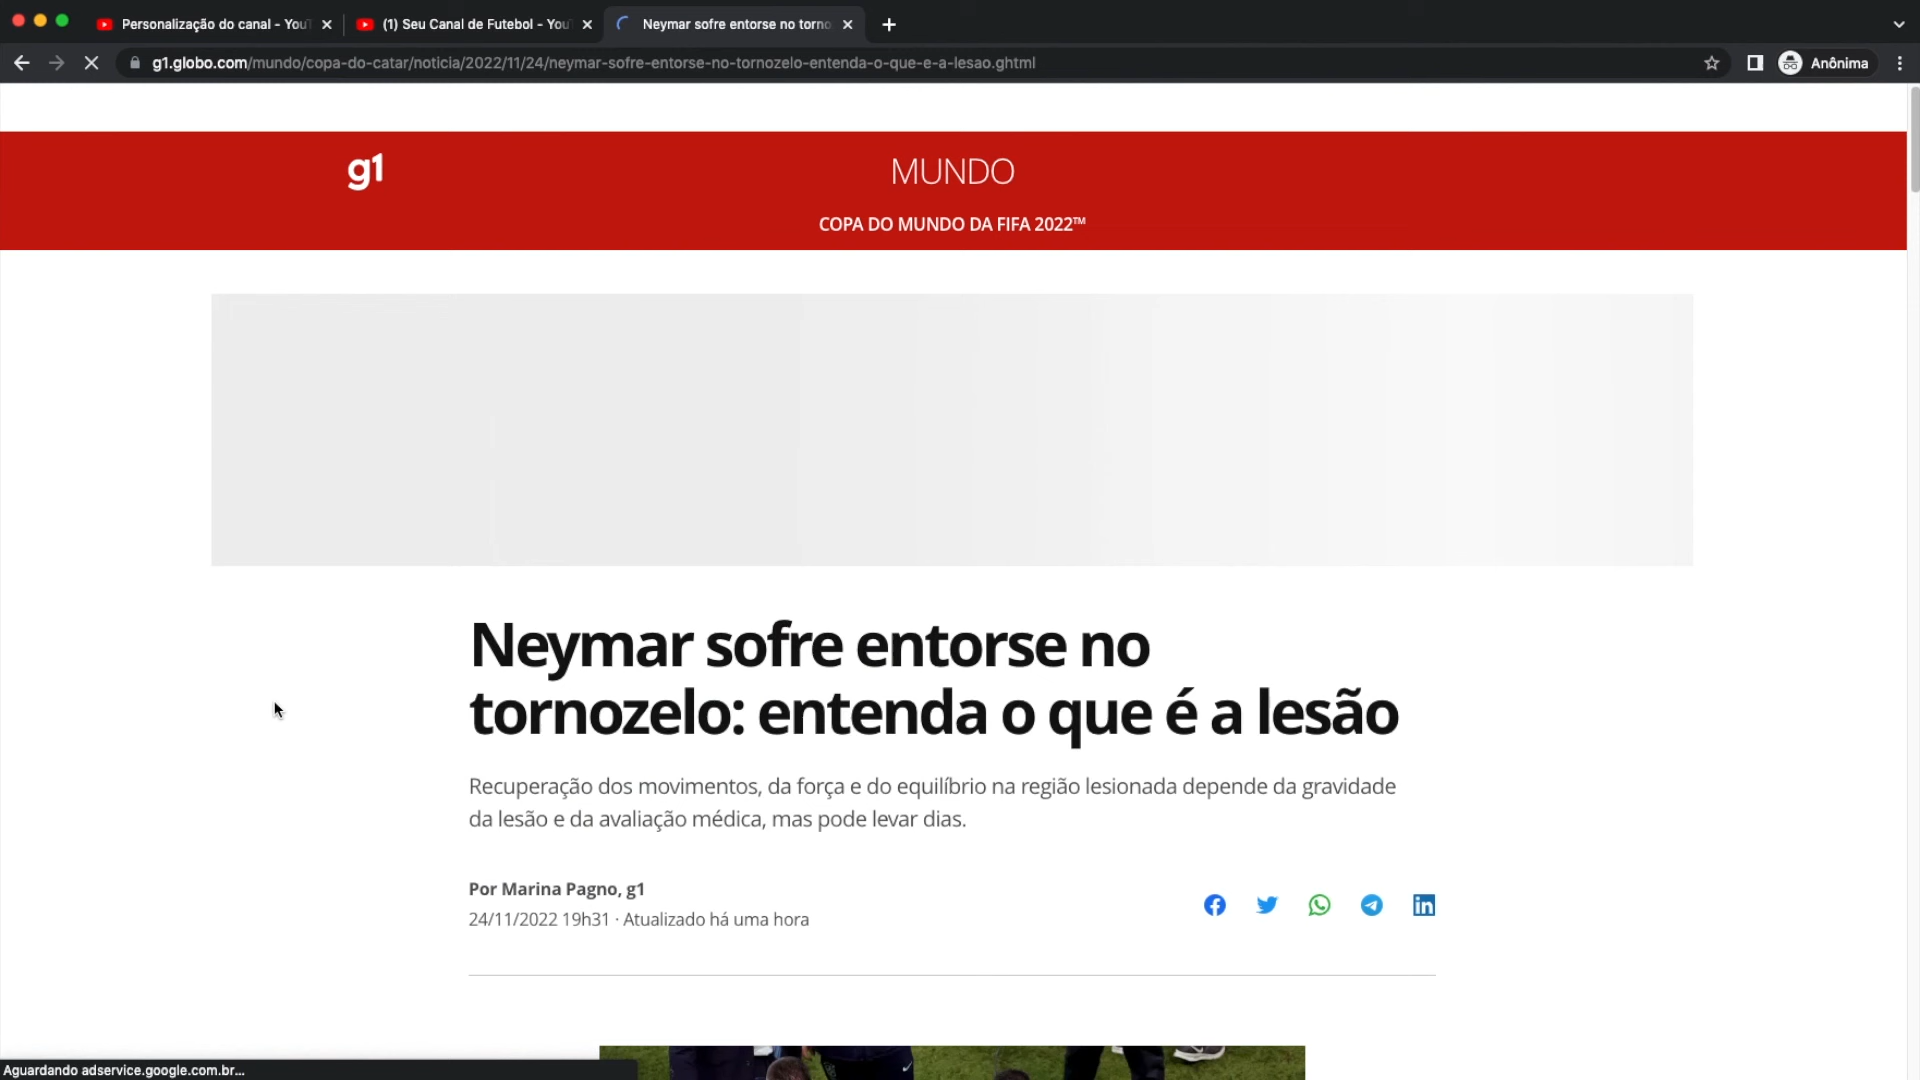 Personalização do canal - You
(1) Seu Canal de Futebol - You
Neymar sofre entorse no torno
g1.globo.com/mundo/copa-do-catar/noticia/2022/11/24/neymar-sofre-entorse-no-tornozelo-entenda-o-que-e-a-lesao.ghtml
Anônima
g1
MUNDO
COPA DO MUNDO DA FIFA 2022™
Neymar sofre entorse no
tornozelo: entenda o que é a lesão
Recuperação dos movimentos, da força e do equilíbrio na região lesionada depende da gravidade
da lesão e da avaliação médica, mas pode levar dias.
Por Marina Pagno, g1
24/11/2022 19h31 · Atualizado há uma hora
in
Aguardando adservice.google.com.br...